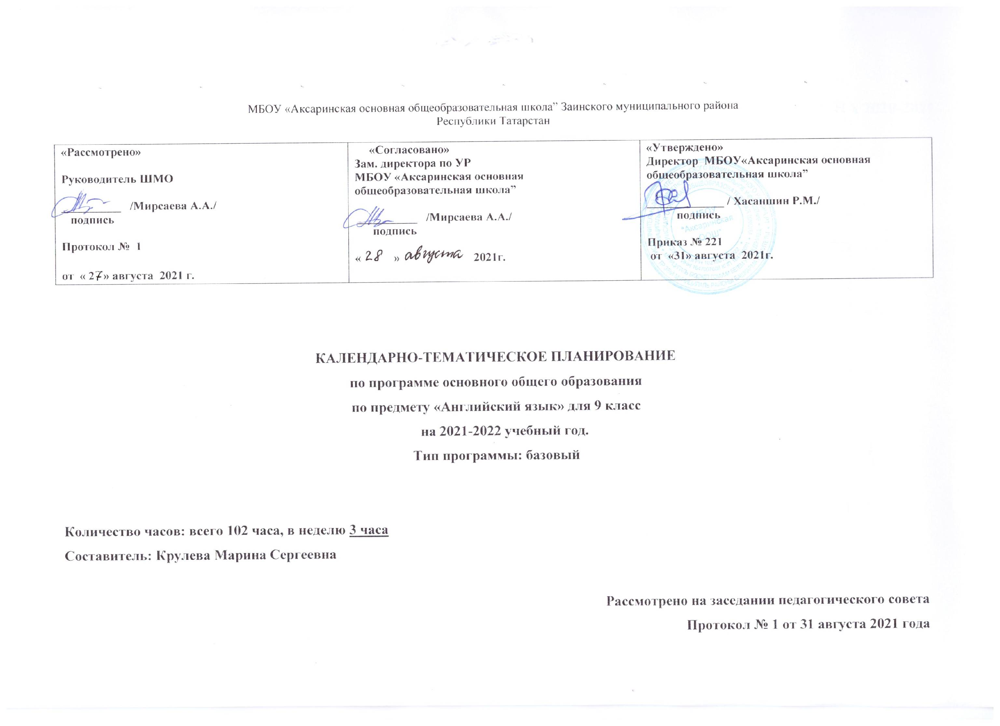 МБОУ «Аксаринская основная общеобразовательная школа” Заинского муниципального района
Республики Татарстан
«Рассмотрено»
Руководитель ШМО
/Мирсаева А.А./
подпись
Протокол № 1
от « 27» августа 2021 г.
«Согласовано»
Зам. директора по УР
МБОУ «Аксаринская основная
общеобразовательная школа”
/Мирсаева А.А./
подпись
« 28 » августа 2021г.
«Утверждено»
Директор МБОУ«Аксаринская основная
общеобразовательная школа”
/ Хасаншин Р.М./
подпись
Приказ № 221
от «31» августа 2021г.
МБОУ
"Аксаринская
ООШ"
КАЛЕНДАРНО-ТЕМАТИЧЕСКОЕ ПЛАНИРОВАНИЕ
по программе основного общего образования
по предмету «Английский язык» для 9 класс
на 2021-2022 учебный год.
Тип программы: базовый
Количество часов: всего 102 часа, в неделю 3 часа
Составитель: Крулева Марина Сергеевна
Рассмотрено на заседании педагогического совета
Протокол № 1 от 31 августа 2021 года